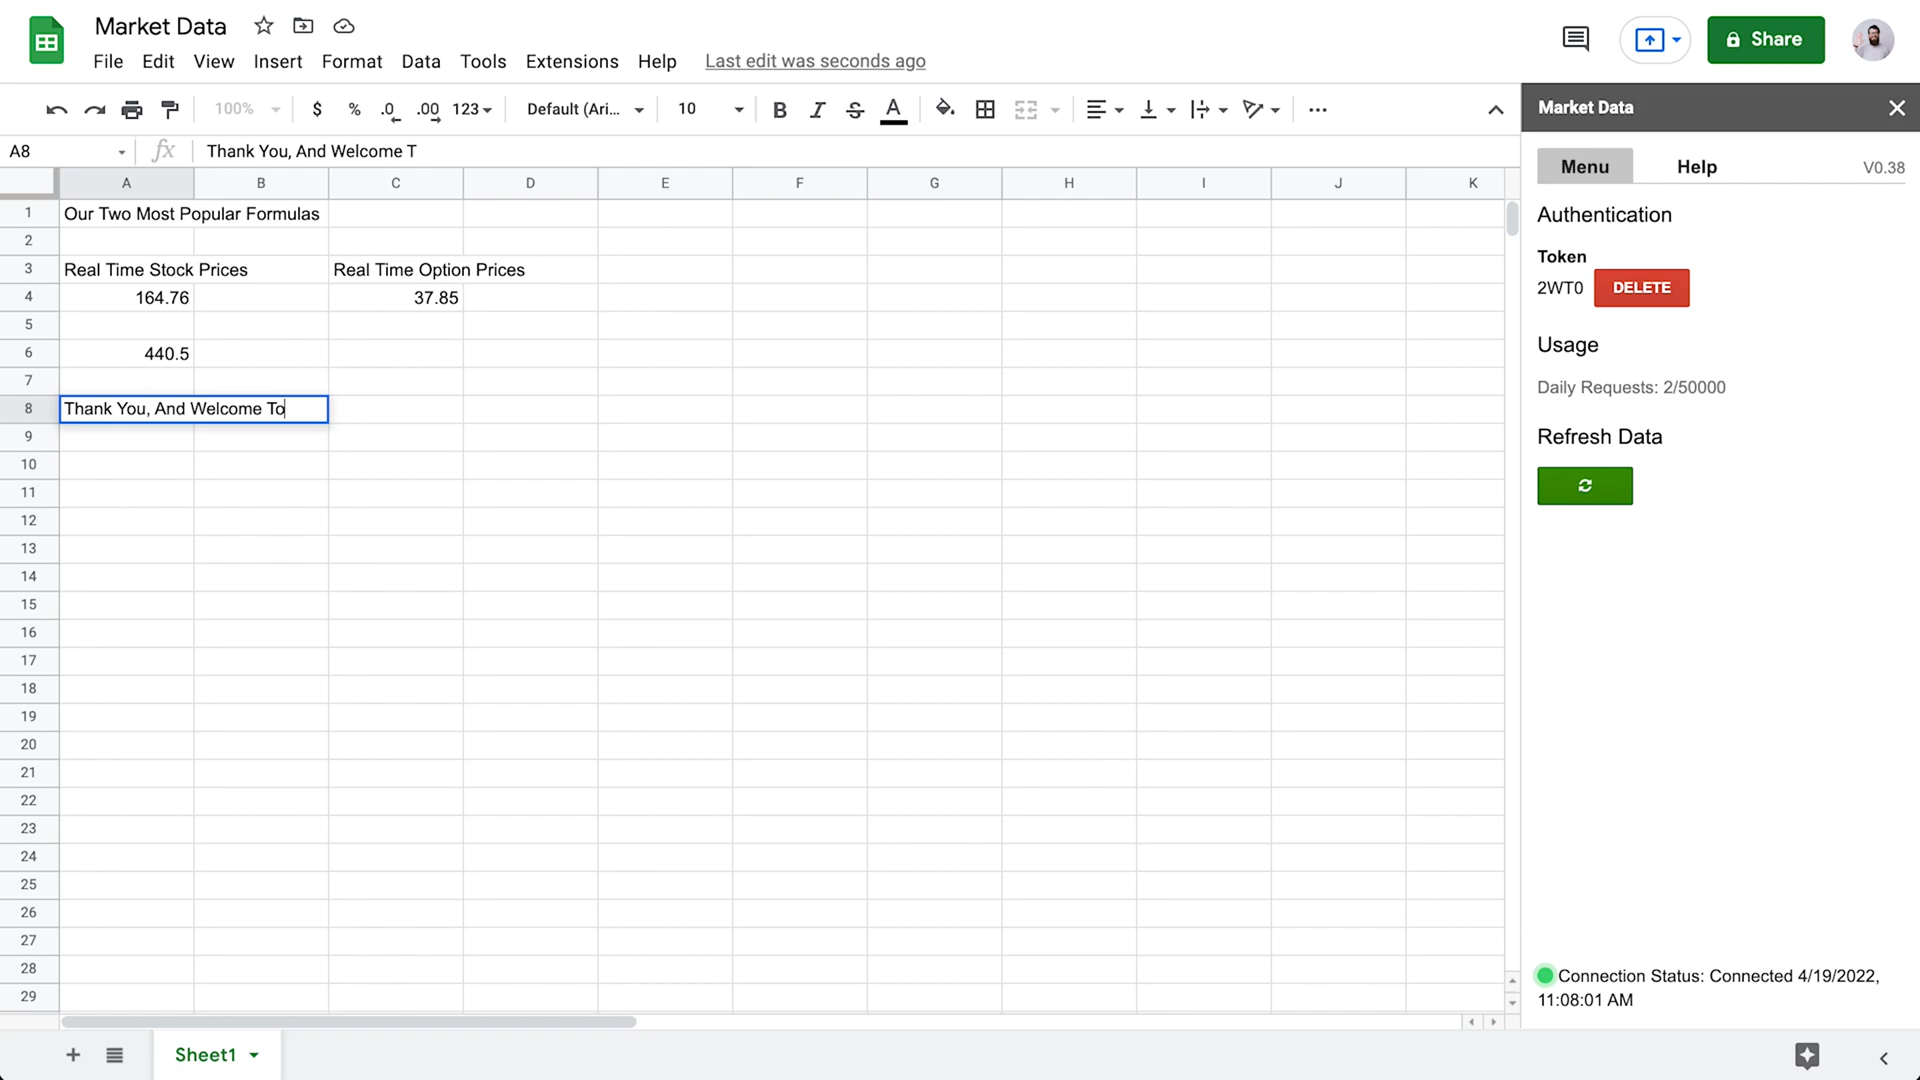 Market Data
File Edit View Insert Format Data Tools Extensions Help Last edit was seconds ago
Share
100% $ % .0 .00 123 Default (Ari... 10 B I S A
A8 fx Thank You, And Welcome T
A B C D E F G H I J K
1 Our Two Most Popular Formulas
2
3 Real Time Stock Prices Real Time Option Prices
4 164.76 37.85
5
6 440.5
7
8 Thank You, And Welcome To
9
10
11
12
13
14
15
16
17
18
19
20
21
22
23
24
25
26
27
28
29
Sheet1
Market Data
Menu Help V0.38
Authentication
Token
2WT0 DELETE
Usage
Daily Requests: 2/50000
Refresh Data
Connection Status: Connected 4/19/2022,
11:08:01 AM